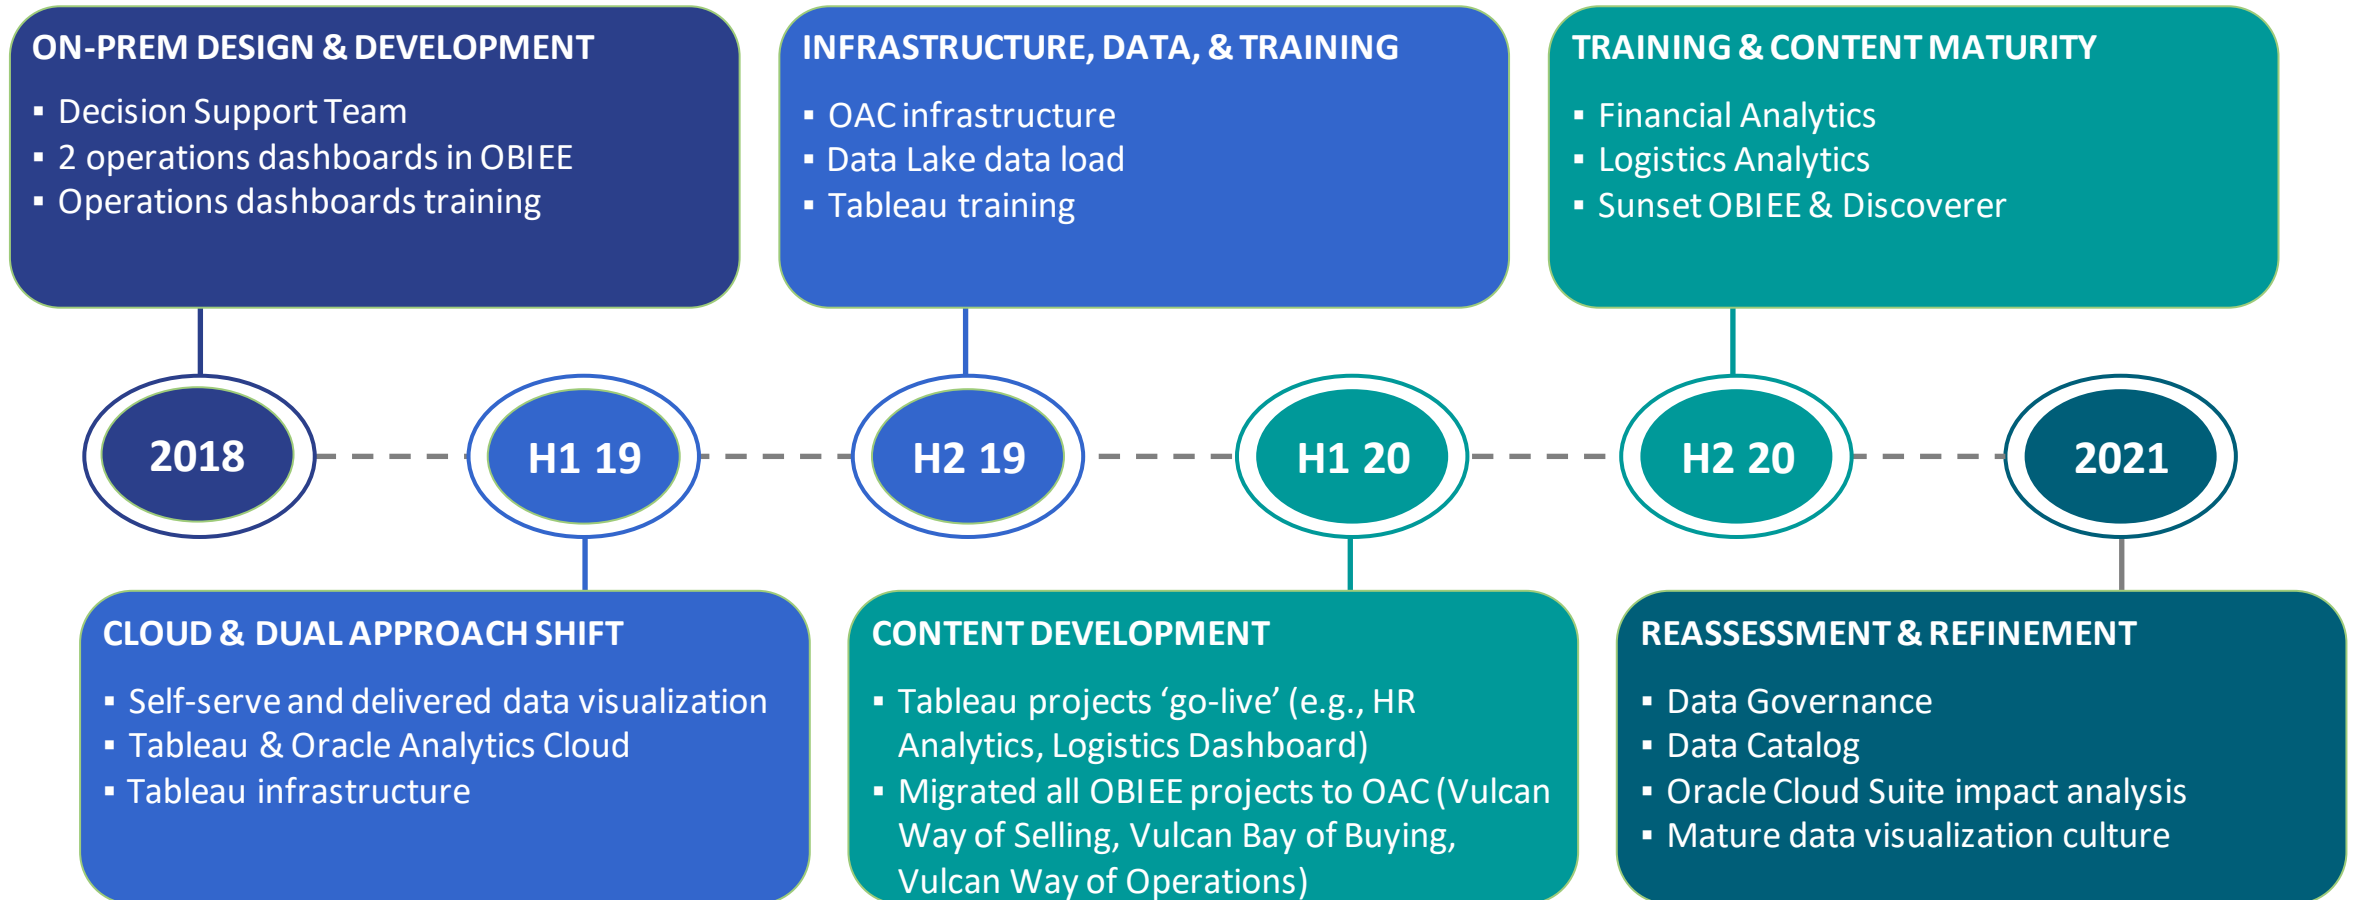 ON-PREM DESIGN & DEVELOPMENT
▪ Decision Support Team
▪ 2 operations dashboards in OBIEE
▪ Operations dashboards training
INFRASTRUCTURE, DATA, & TRAINING
▪ OAC infrastructure
▪ Data Lake data load
▪ Tableau training
TRAINING & CONTENT MATURITY
▪ Financial Analytics
▪ Logistics Analytics
▪ Sunset OBIEE & Discoverer
2018
H1 19
H2 19
H1 20
H2 20
2021
CLOUD & DUAL APPROACH SHIFT
▪ Self-serve and delivered data visualization
▪ Tableau & Oracle Analytics Cloud
▪ Tableau infrastructure
CONTENT DEVELOPMENT
▪ Tableau projects ‘go-live’ (e.g., HR
Analytics, Logistics Dashboard)
▪ Migrated all OBIEE projects to OAC (Vulcan
Way of Selling, Vulcan Bay of Buying,
Vulcan Way of Operations)
REASSESSMENT & REFINEMENT
▪ Data Governance
▪ Data Catalog
▪ Oracle Cloud Suite impact analysis
▪ Mature data visualization culture